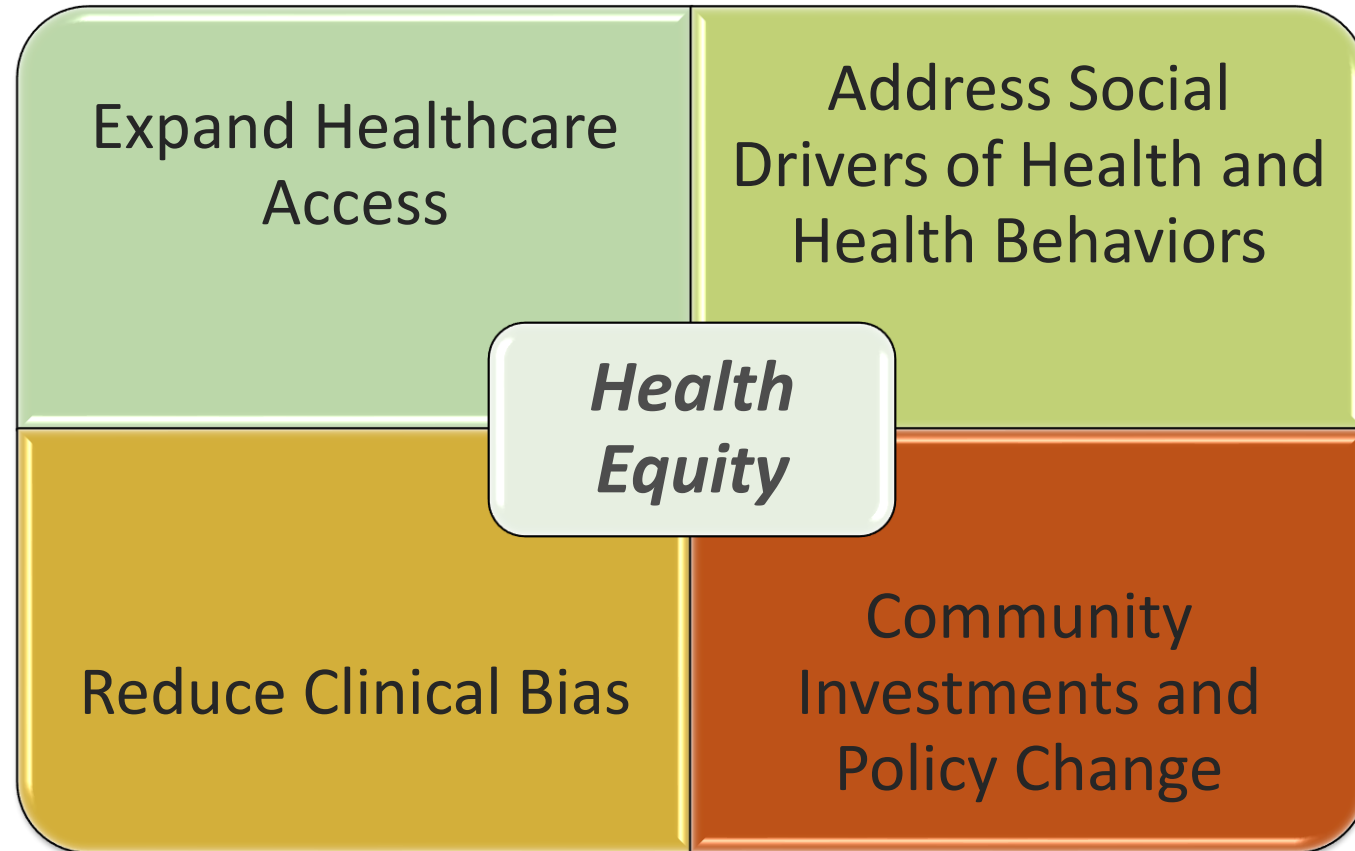 Expand Healthcare
Access
Address Social
Drivers of Health and
Health Behaviors
Health
Equity
Reduce Clinical Bias
Community
Investments and
Policy Change